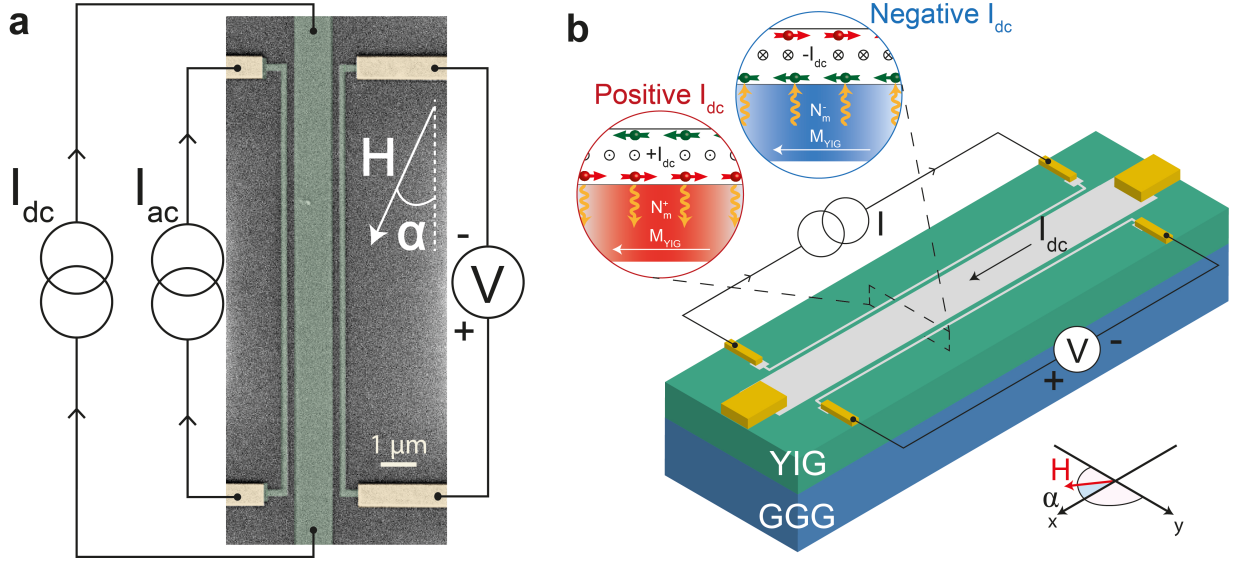 a
I_dc
I_ac
H
α
-
V
+
1 μm
b
Negative I_dc
-I_dc
N_m^-
M_YIG
Positive I_dc
+I_dc
N_m^+
M_YIG
I
I_dc
V
-
+
YIG
GGG
H
α
x
y